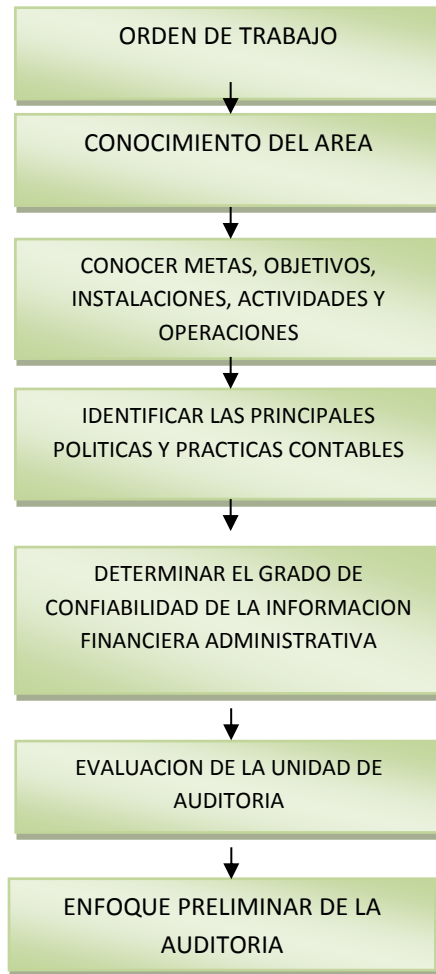 ORDEN DE TRABAJO
CONOCIMIENTO DEL AREA
CONOCER METAS, OBJETIVOS,
INSTALACIONES, ACTIVIDADES Y
OPERACIONES
IDENTIFICAR LAS PRINCIPALES
POLITICAS Y PRACTICAS CONTABLES
DETERMINAR EL GRADO DE
CONFIABILIDAD DE LA INFORMACION
FINANCIERA ADMINISTRATIVA
EVALUACION DE LA UNIDAD DE
AUDITORIA
ENFOQUE PRELIMINAR DE LA
AUDITORIA